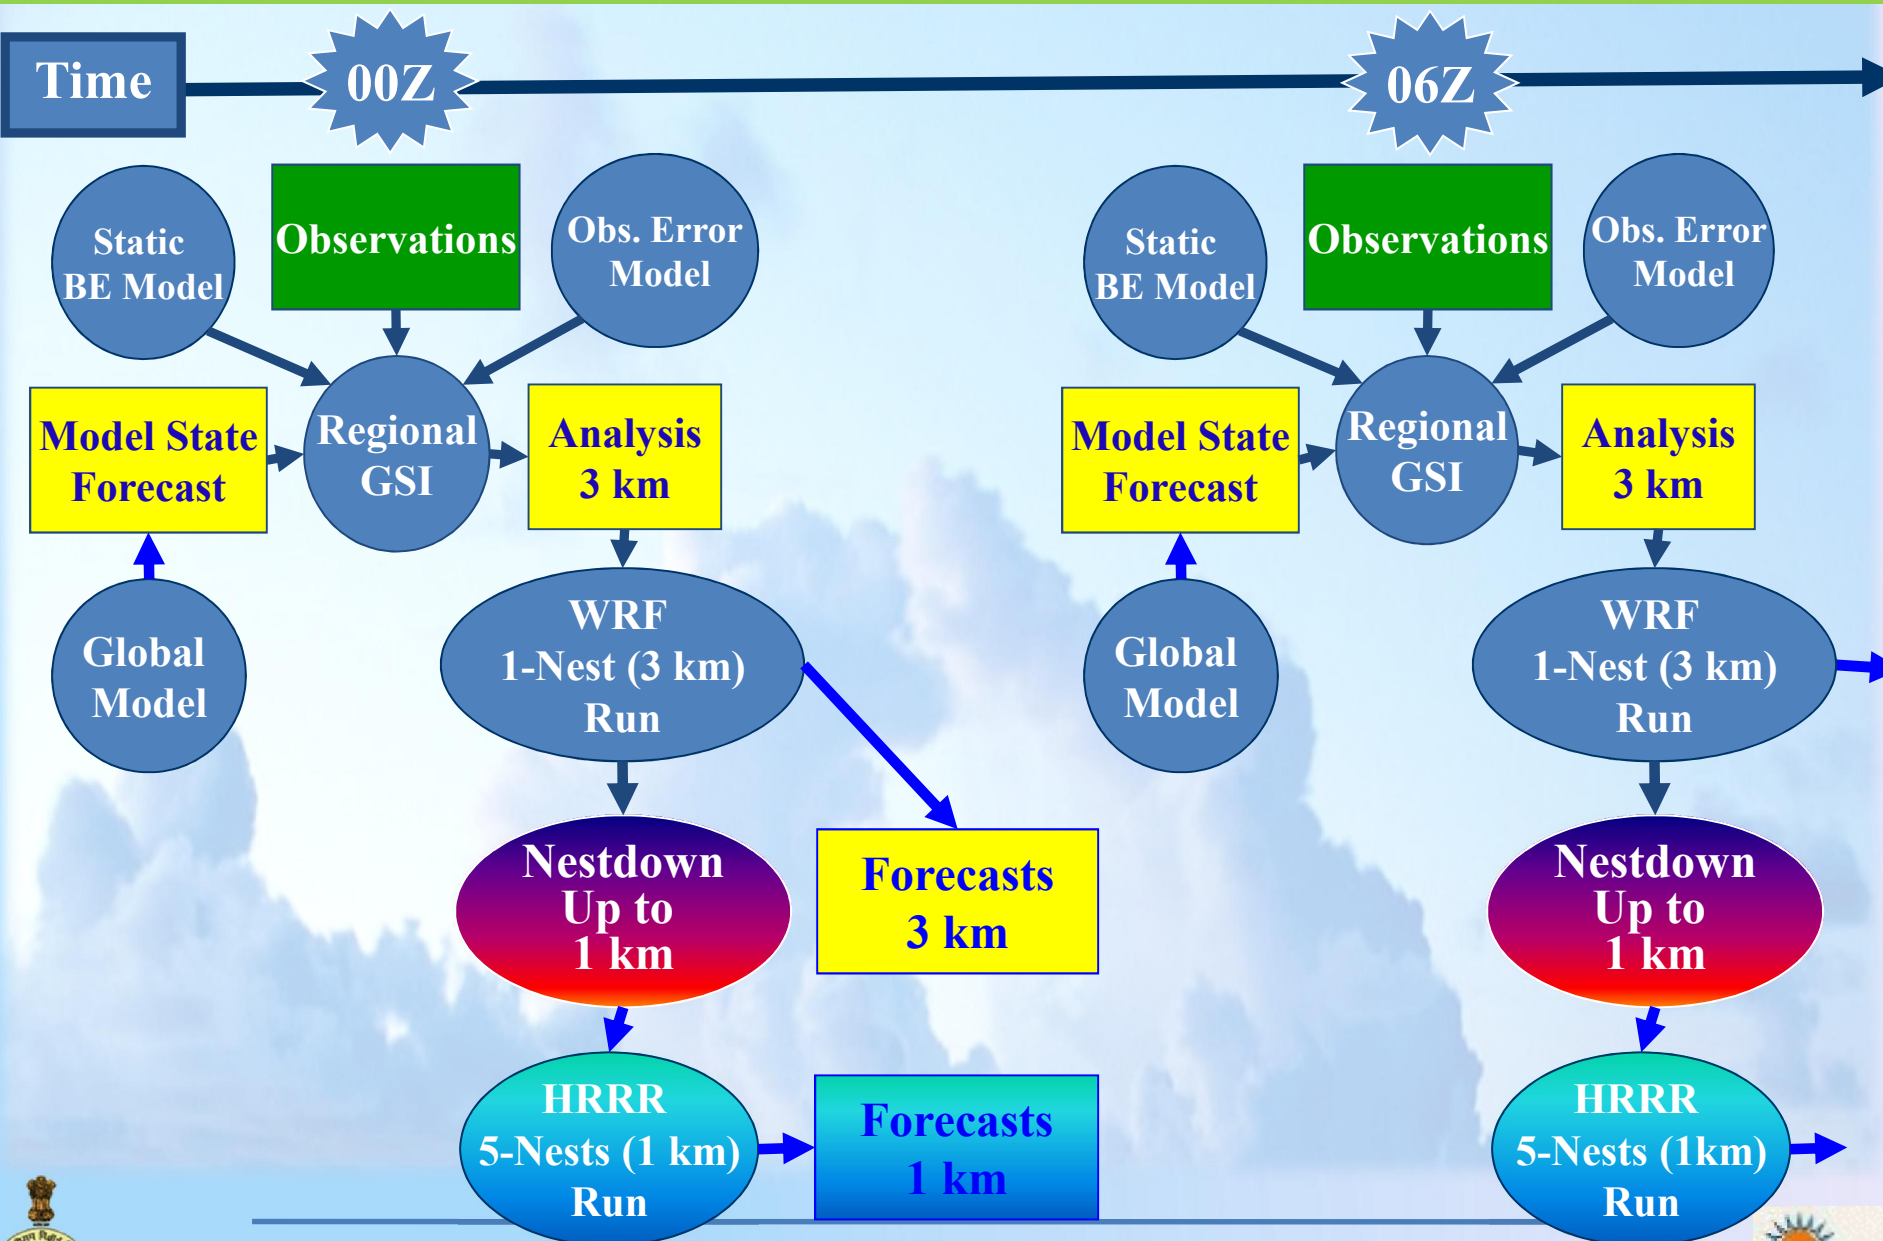 Time
00Z
06Z
Static
BE Model
Observations
Obs. Error
Model
Model State
Forecast
Regional
GSI
Analysis
3 km
Global
Model
WRF
1-Nest (3 km)
Run
Nestdown
Up to
1 km
Forecasts
3 km
HRRR
5-Nests (1 km)
Run
Forecasts
1 km
Static
BE Model
Observations
Obs. Error
Model
Model State
Forecast
Regional
GSI
Analysis
3 km
Global
Model
WRF
1-Nest (3 km)
Run
Nestdown
Up to
1 km
HRRR
5-Nests (1km)
Run